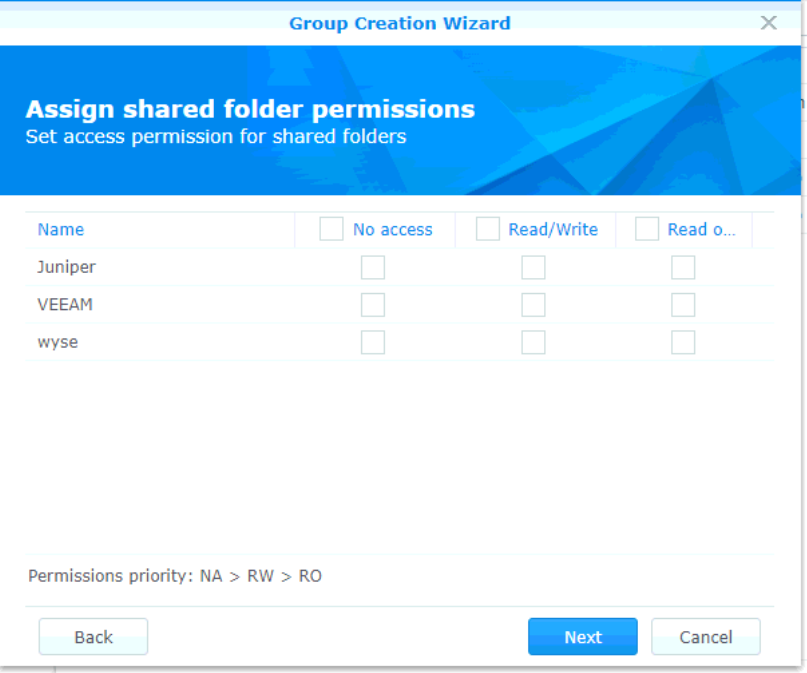 Group Creation Wizard
Assign shared folder permissions
Set access permission for shared folders
Name No access Read/Write Read o...
Juniper
VEEAM
wyse
Permissions priority: NA > RW > RO
Back Next Cancel